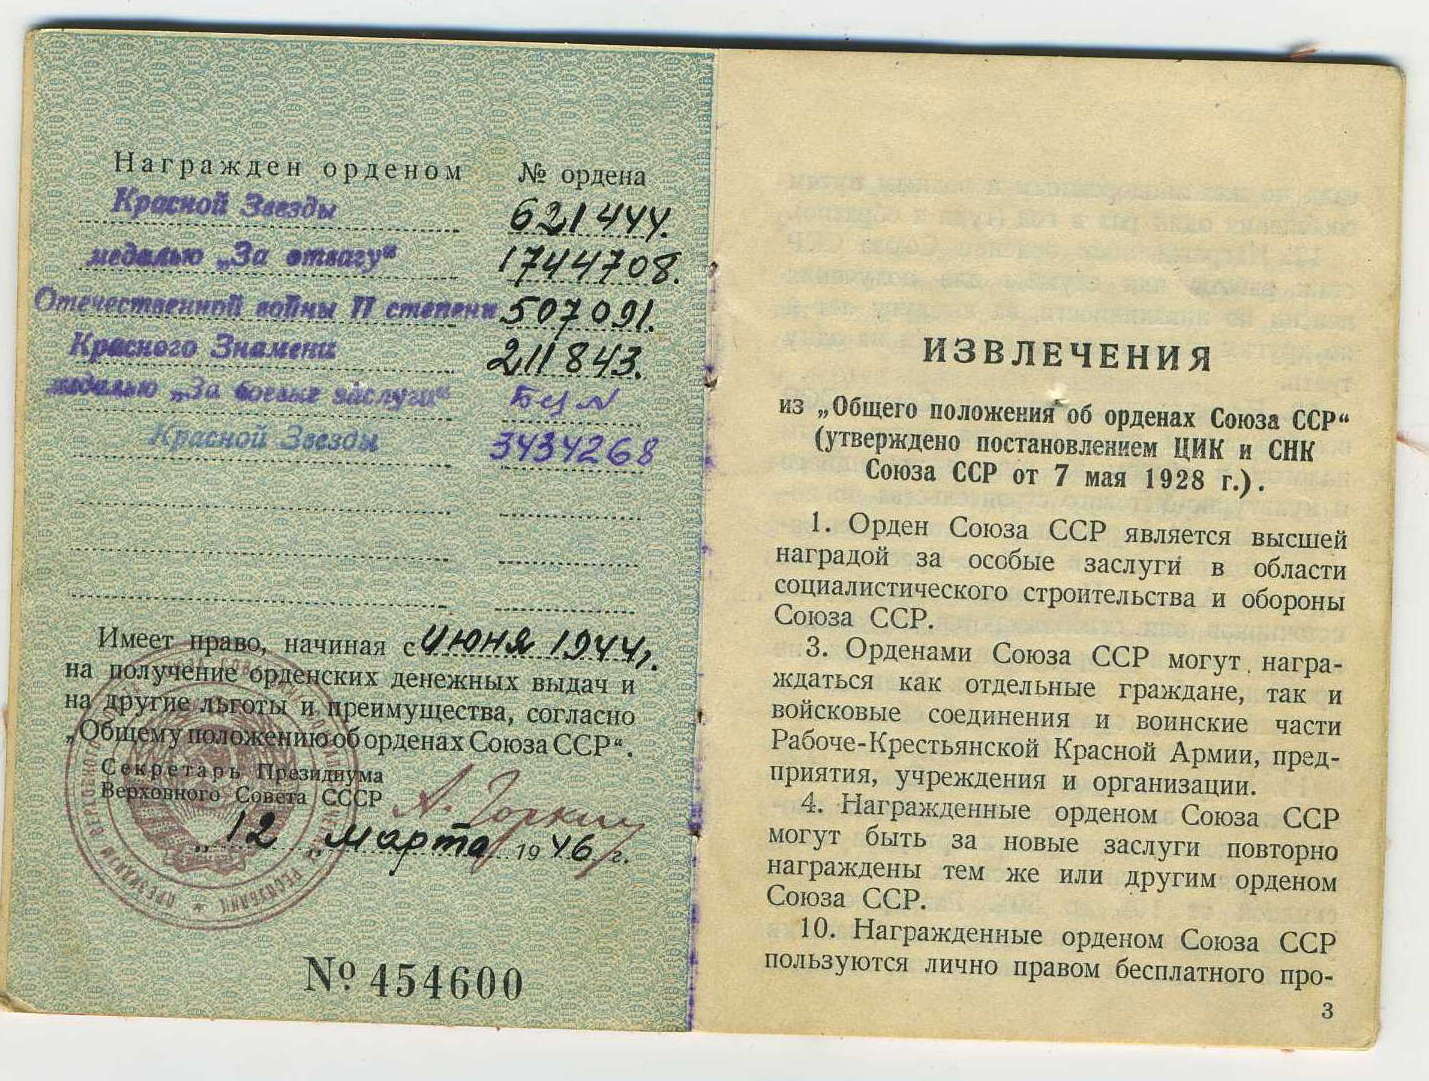 Награжден орденом № ордена
Красной Звезды 621444.
медалью „За отвагу“ 1744708.
Отечественной войны II степени 507091.
Красного Знамени 211843.
медалью „За боевые заслуги“ Без №
Красной Звезды 3434268
Имеет право, начиная с июня 1944г.
на получение орденских денежных выдач и
на другие льготы и преимущества, согласно
„Общему положению об орденах Союза ССР“.
Секретарь Президиума
Верховного Совета СССР А. Горкин
„12 „ марта 1946 г.
№ 454600
ИЗВЛЕЧЕНИЯ
из „Общего положения об орденах Союза ССР“
(утверждено постановлением ЦИК и СНК
Союза ССР от 7 мая 1928 г.).
1. Орден Союза ССР является высшей
наградой за особые заслуги в области
социалистического строительства и обороны
Союза ССР.
3. Орденами Союза ССР могут награ-
ждаться как отдельные граждане, так и
войсковые соединения и воинские части
Рабоче-Крестьянской Красной Армии, пред-
приятия, учреждения и организации.
4. Награжденные орденом Союза ССР
могут быть за новые заслуги повторно
награждены тем же или другим орденом
Союза ССР.
10. Награжденные орденом Союза ССР
пользуются лично правом бесплатного про-
3